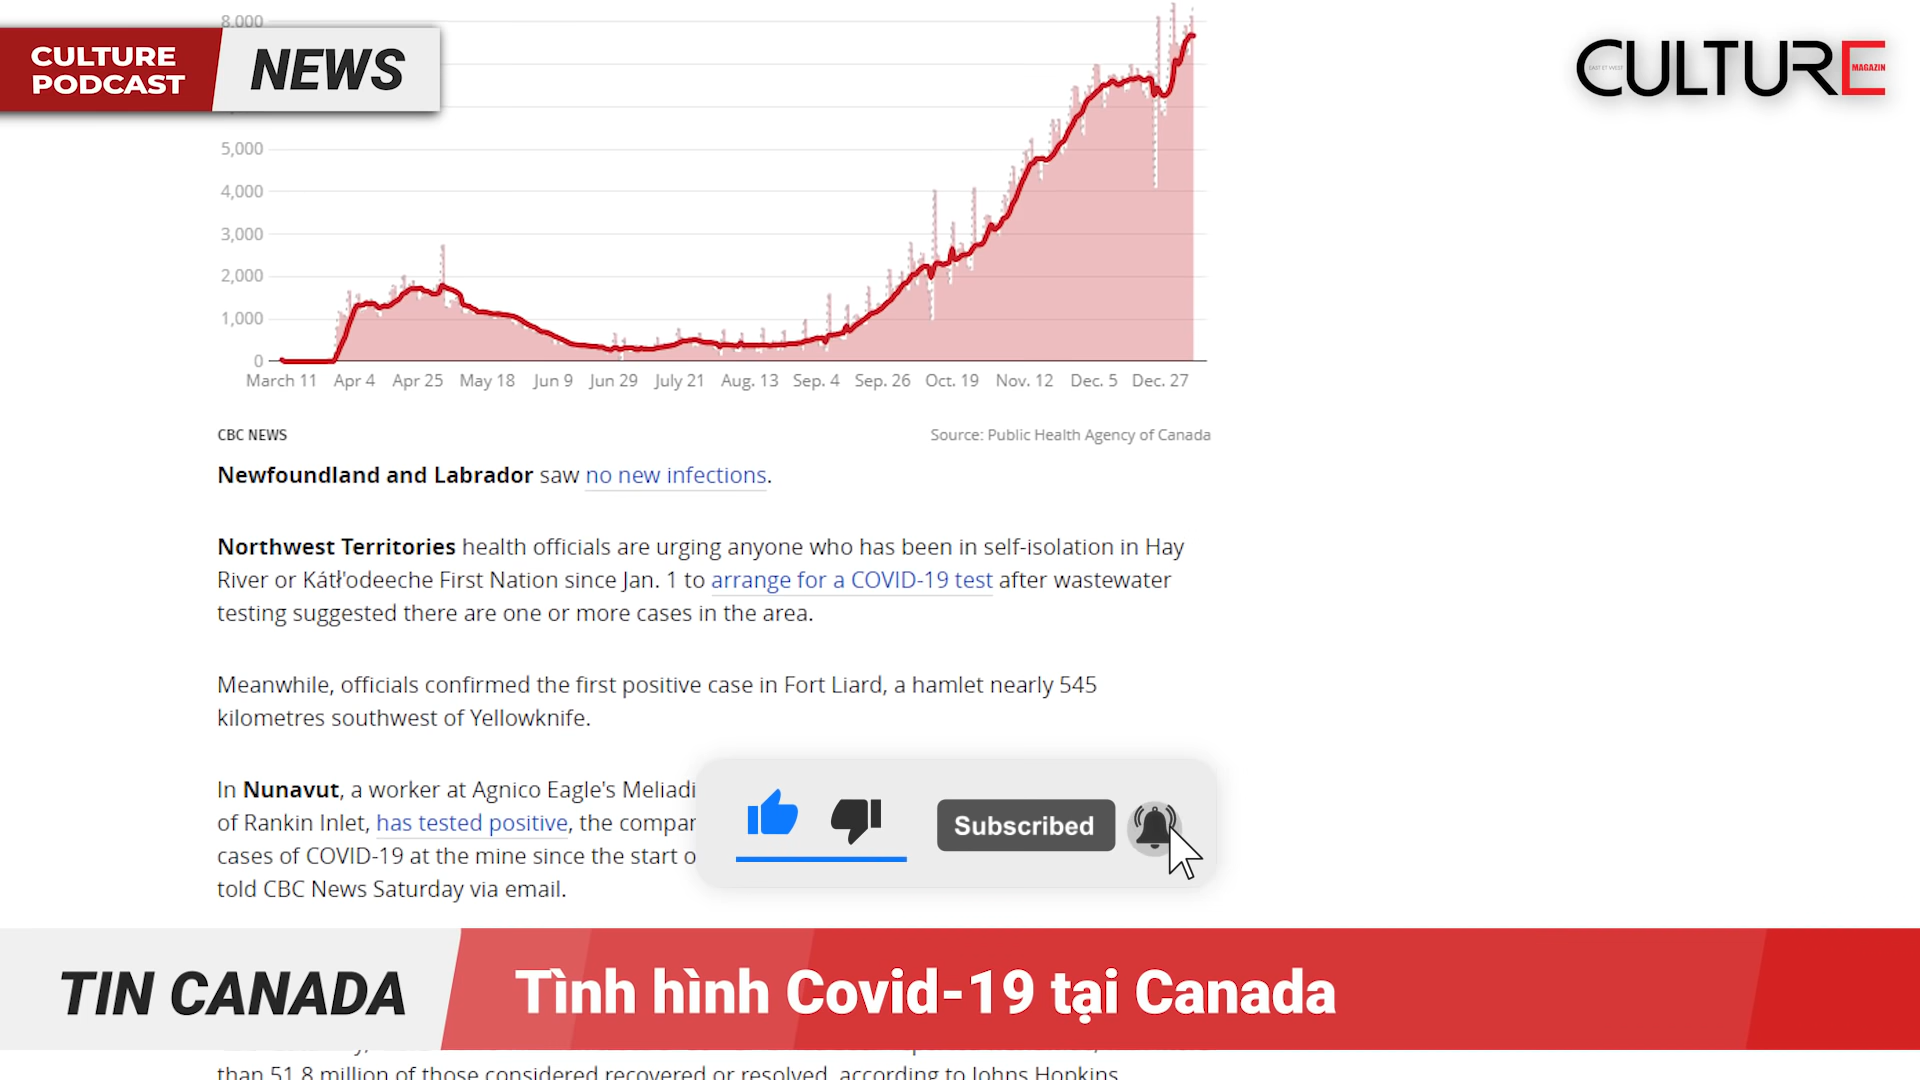 8,000
CULTURE
PODCAST
NEWS
CULTURE
EAST ET WEST
MAGAZIN
5,000
4,000
3,000
2,000
1,000
0
March 11 Apr 4 Apr 25 May 18 Jun 9 Jun 29 July 21 Aug. 13 Sep. 4 Sep. 26 Oct. 19 Nov. 12 Dec. 5 Dec. 27
CBC NEWS
Source: Public Health Agency of Canada
Newfoundland and Labrador saw no new infections.
Northwest Territories health officials are urging anyone who has been in self-isolation in Hay
River or Kátł'odeeche First Nation since Jan. 1 to arrange for a COVID-19 test after wastewater
testing suggested there are one or more cases in the area.
Meanwhile, officials confirmed the first positive case in Fort Liard, a hamlet nearly 545
kilometres southwest of Yellowknife.
In Nunavut, a worker at Agnico Eagle's Meliadi
of Rankin Inlet, has tested positive, the compan
cases of COVID-19 at the mine since the start o
told CBC News Saturday via email.
Subscribed
TIN CANADA
Tình hình Covid-19 tại Canada
than 51.8 million of those considered recovered or resolved, according to Johns Hopkins